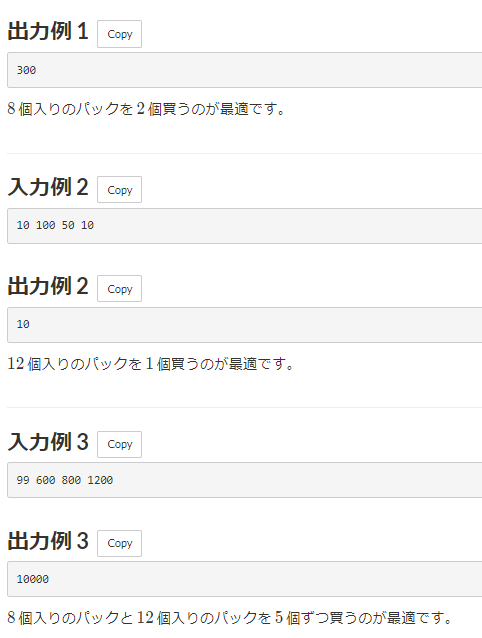 出力例 1 Copy
300
8 個入りのパックを 2 個買うのが最適です。
入力例 2 Copy
10 100 50 10
出力例 2 Copy
10
12 個入りのパックを 1 個買うのが最適です。
入力例 3 Copy
99 600 800 1200
出力例 3 Copy
10000
8 個入りのパックと 12 個入りのパックを 5 個ずつ買うのが最適です。